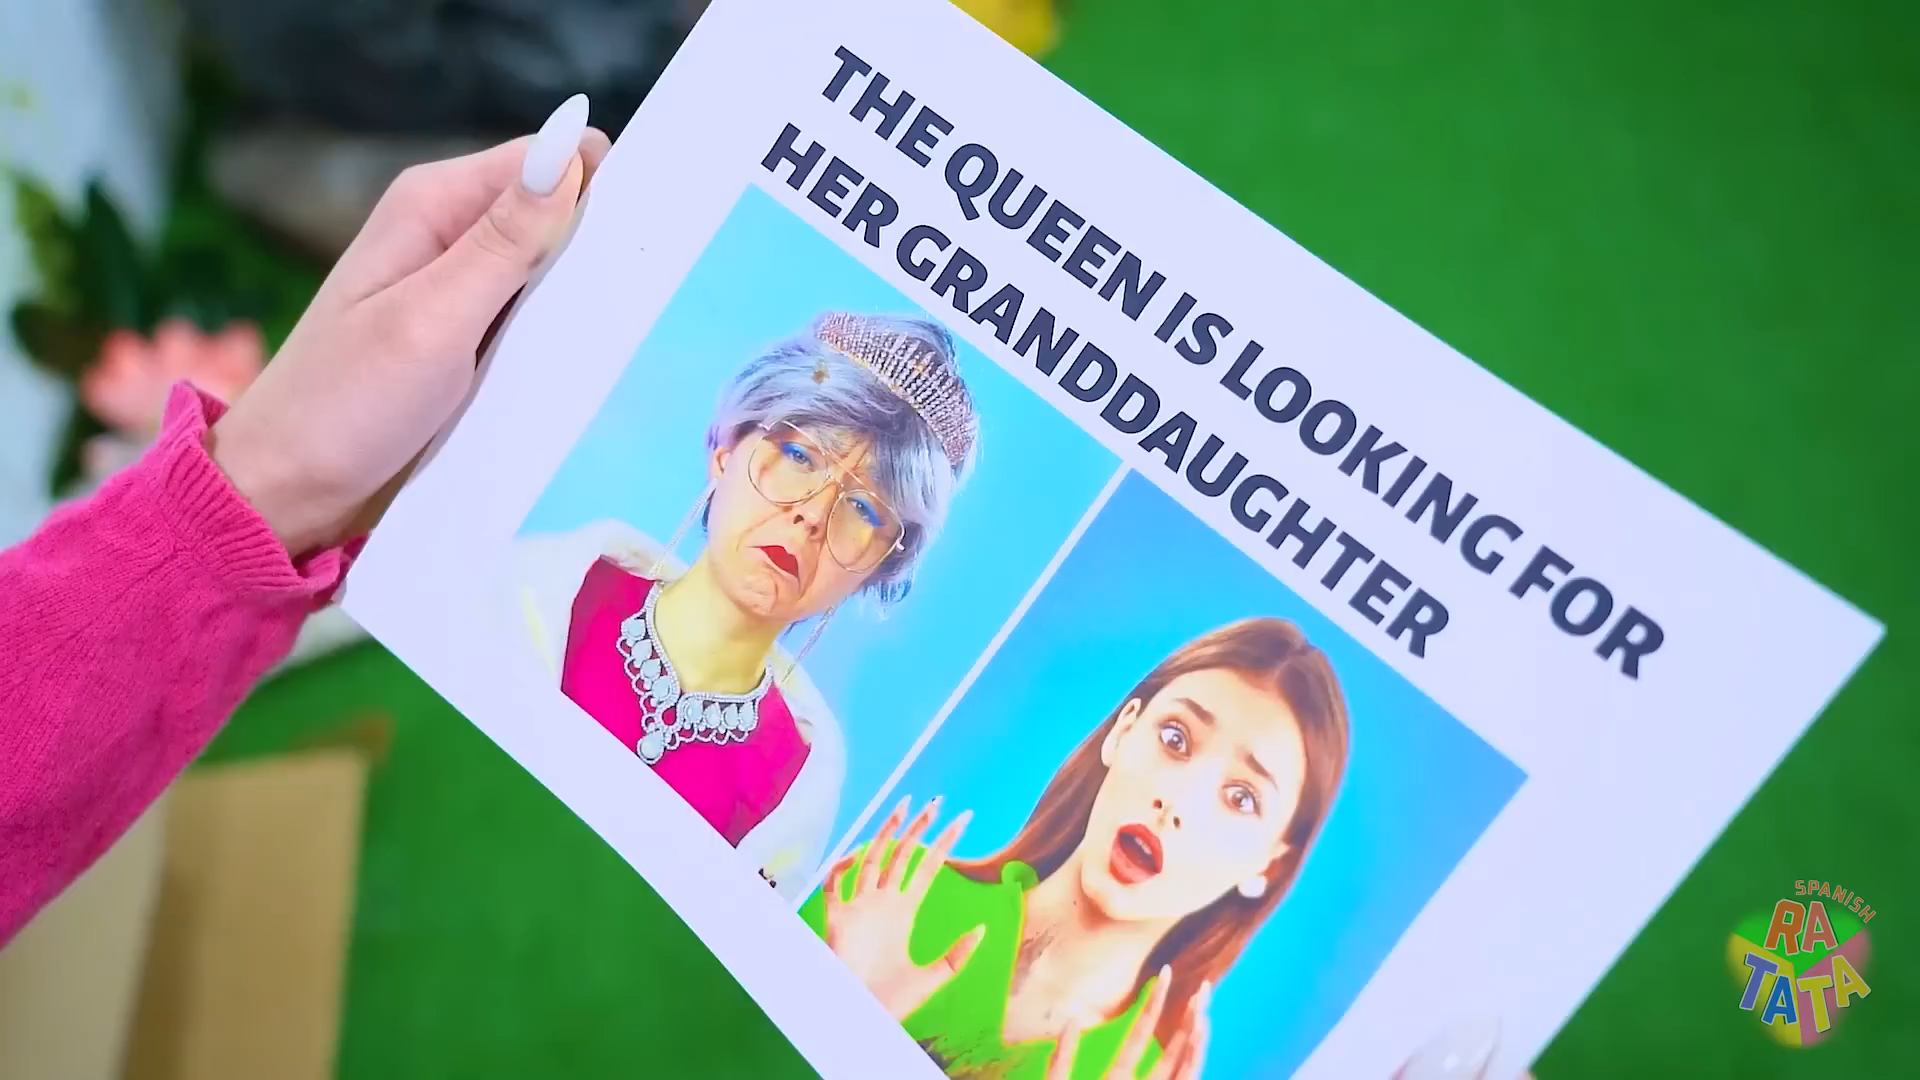 THE QUEEN IS LOOKING FOR
HER GRANDDAUGHTER
SPANISH
RA
TATA